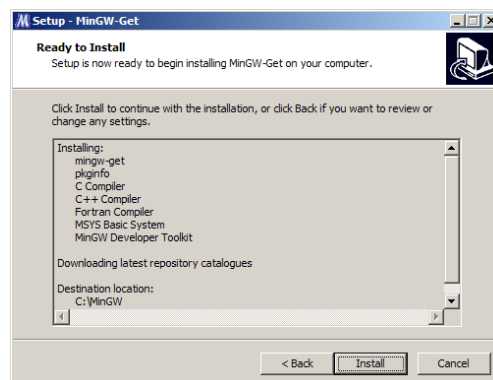 Setup - MinGW-Get
Ready to Install
Setup is now ready to begin installing MinGW-Get on your computer.
Click Install to continue with the installation, or click Back if you want to review or
change any settings.
Installing:
mingw-get
pkginfo
C Compiler
C++ Compiler
Fortran Compiler
MSYS Basic System
MinGW Developer Toolkit
Downloading latest repository catalogues
Destination location:
C:\MinGW
< Back Install Cancel